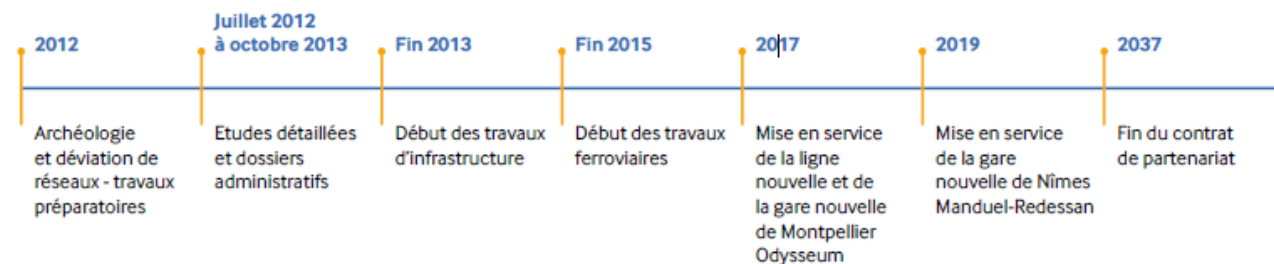 2012
Archéologie
et déviation de
réseaux - travaux
préparatoires
Juillet 2012
à octobre 2013
Etudes détaillées
et dossiers
administratifs
Fin 2013
Début des travaux
d'infrastructure
Fin 2015
Début des travaux
ferroviaires
2017
Mise en service
de la ligne
nouvelle et de
la gare nouvelle
de Montpellier
Odysseum
2019
Mise en service
de la gare
nouvelle de Nîmes
Manduel-Redessan
2037
Fin du contrat
de partenariat